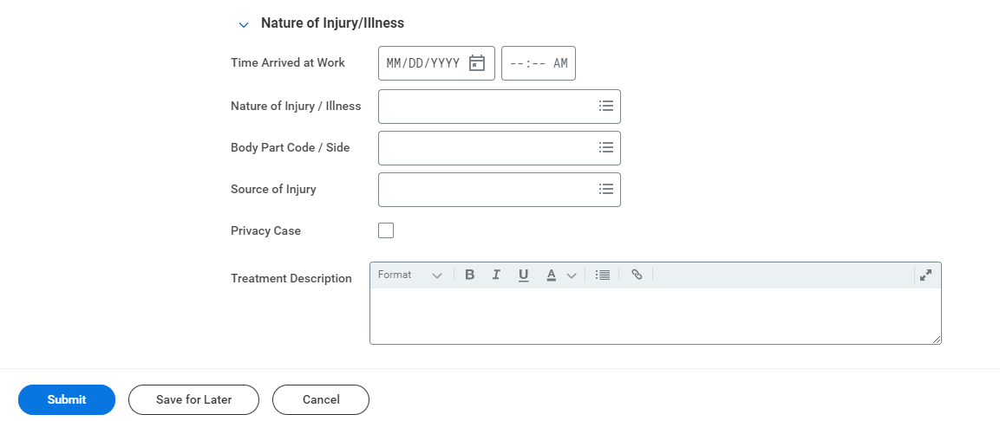 Nature of Injury/Illness
Time Arrived at Work MM/DD/YYYY --:-- AM
Nature of Injury / Illness
Body Part Code / Side
Source of Injury
Privacy Case
Treatment Description Format B I U A
Submit Save for Later Cancel